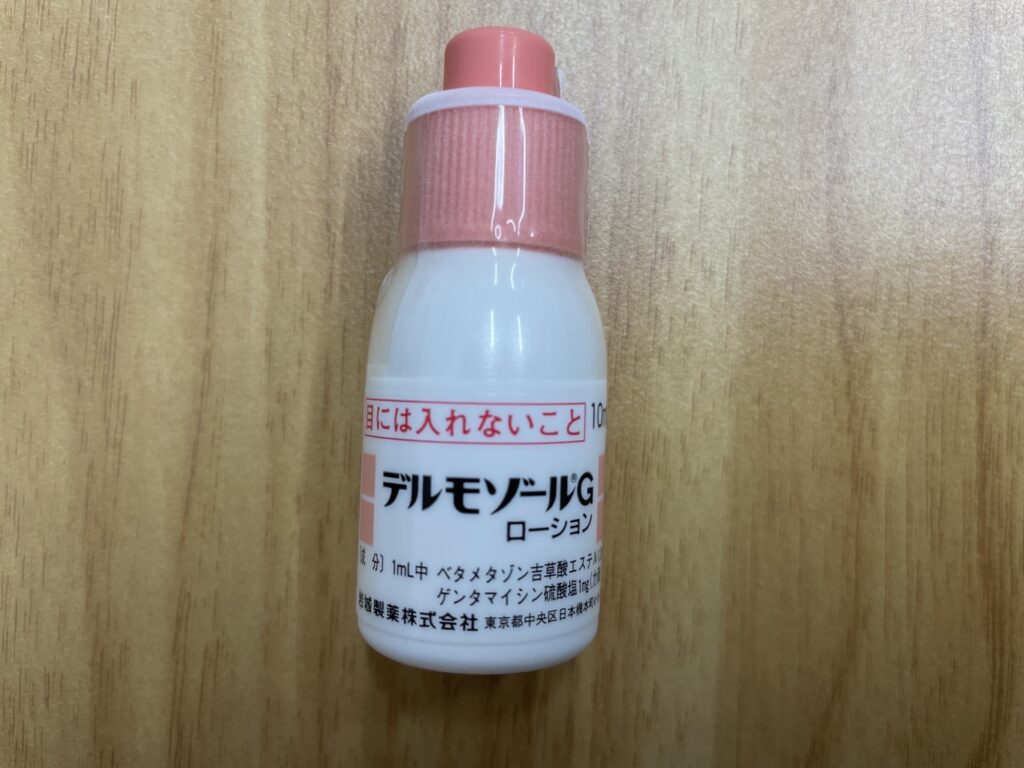 目には入れないこと 10m
デルモゾール®G
ローション
〔成 分〕1mL中 ベタメタゾン吉草酸エステル
ゲンタマイシン硫酸塩1mg(力価
岩城製薬株式会社 東京都中央区日本橋本町